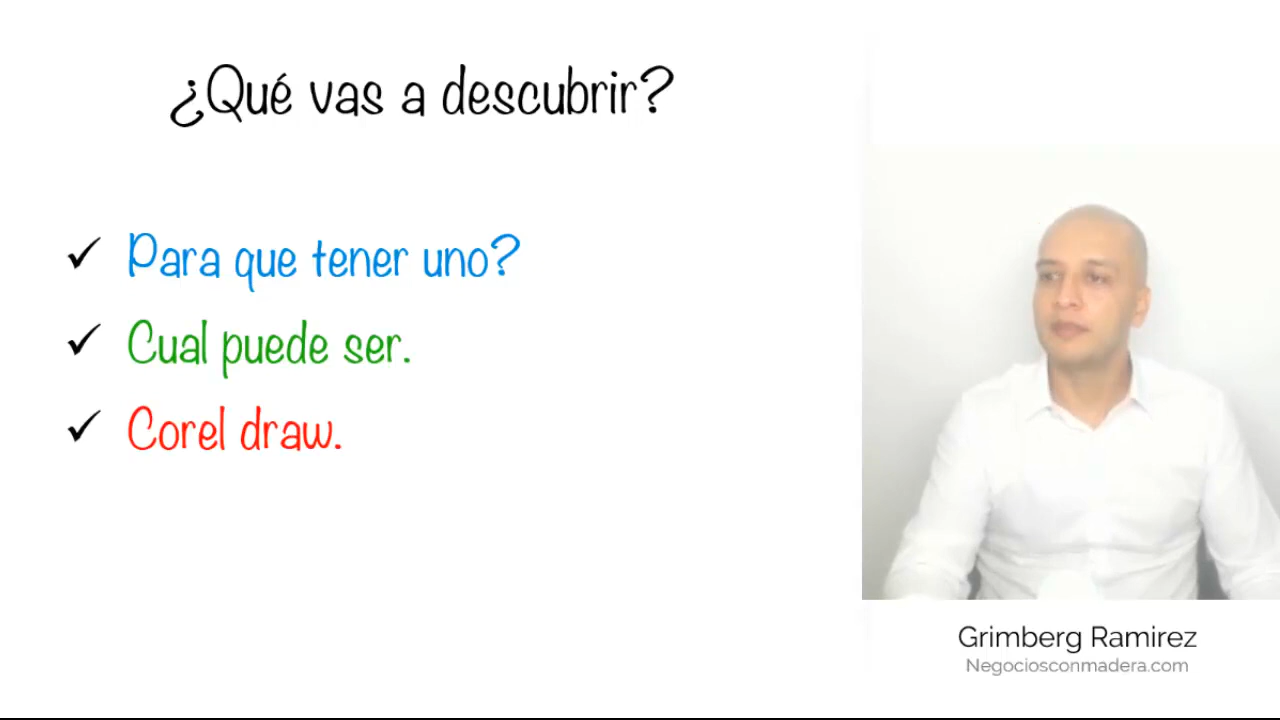 ¿Qué vas a descubrir?
✓ Para que tener uno?
✓ Cual puede ser.
✓ Corel draw.
Grimberg Ramirez
Negociosconmadera.com